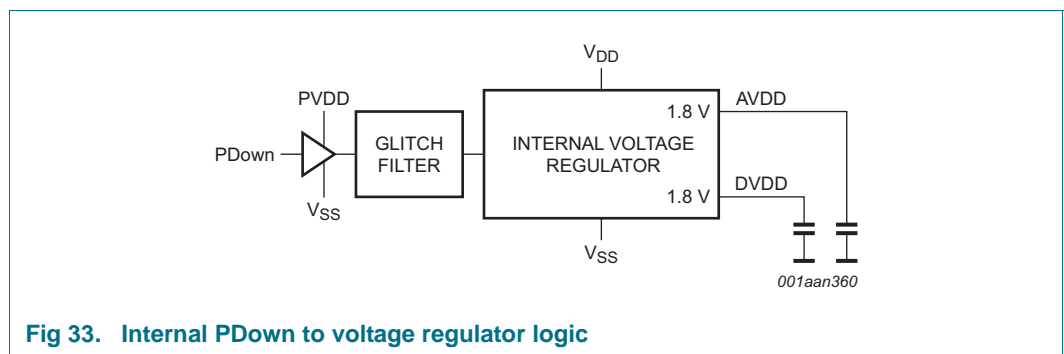 VDD
PVDD
1.8 V
AVDD
PDown
GLITCH
FILTER
INTERNAL VOLTAGE
REGULATOR
1.8 V
DVDD
VSS
VSS
001aan360
Fig 33. Internal PDown to voltage regulator logic